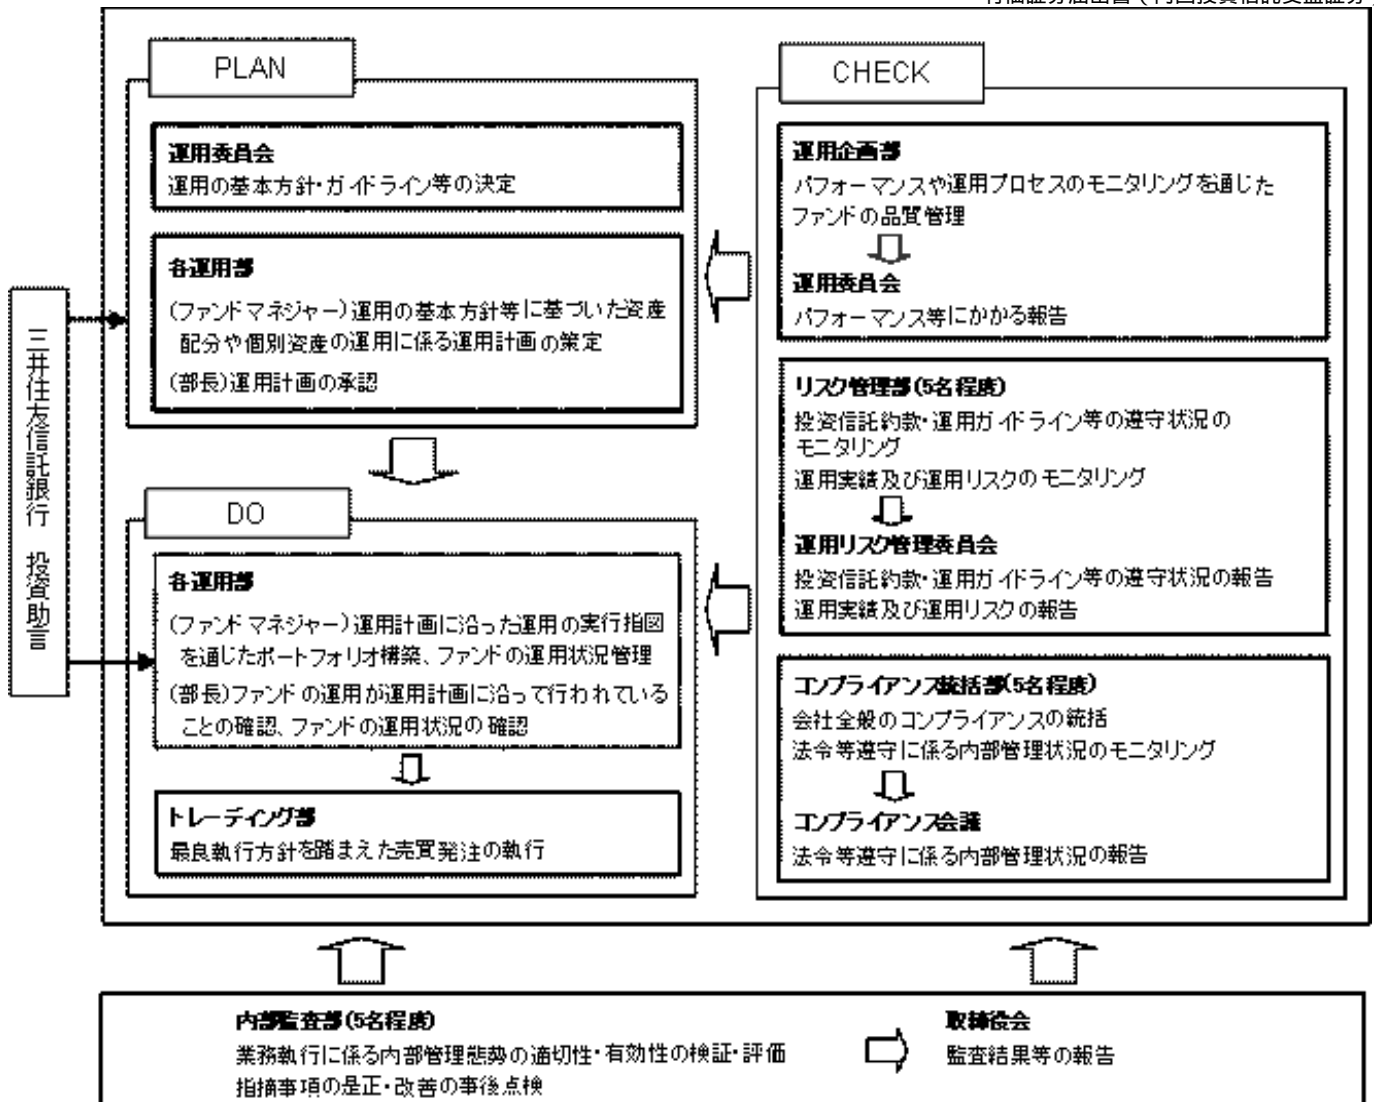 PLAN
運用委員会
運用の基本方針・ガイドライン等の決定
各運用部
(ファンドマネジャー)運用の基本方針等に基づいた資産
配分や個別資産の運用に係る運用計画の策定
(部長)運用計画の承認
三井住友信託銀行 投資助言
DO
各運用部
(ファンドマネジャー)運用計画に沿った運用の実行指図
を通じたポートフォリオ構築、ファンドの運用状況管理
(部長)ファンドの運用が運用計画に沿って行われている
ことの確認、ファンドの運用状況の確認
トレーディング部
最良執行方針を踏まえた売買発注の執行
CHECK
運用企画部
パフォーマンスや運用プロセスのモニタリングを通じた
ファンドの品質管理
運用委員会
パフォーマンス等にかかる報告
リスク管理部(5名程度)
投資信託約款・運用ガイドライン等の遵守状況の
モニタリング
運用実績及び運用リスクのモニタリング
運用リスク管理委員会
投資信託約款・運用ガイドライン等の遵守状況の報告
運用実績及び運用リスクの報告
コンプライアンス統括部(5名程度)
会社全般のコンプライアンスの統括
法令等遵守に係る内部管理状況のモニタリング
コンプライアンス会議
法令等遵守に係る内部管理状況の報告
内部監査部(5名程度)
業務執行に係る内部管理態勢の適切性・有効性の検証・評価
指摘事項の是正・改善の事後点検
取締役会
監査結果等の報告